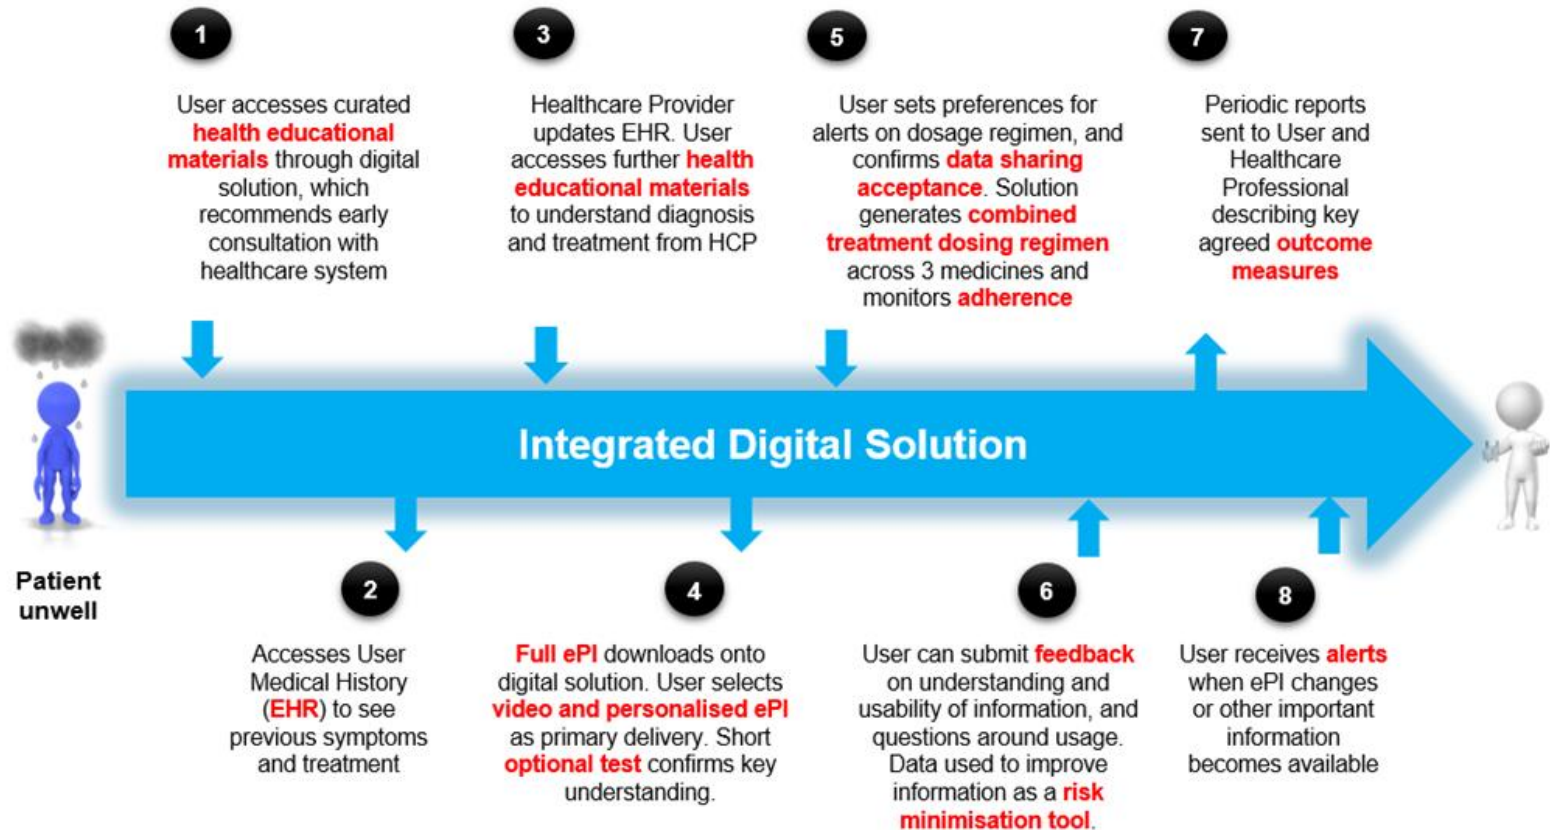 1
User accesses curated
health educational
materials through digital
solution, which
recommends early
consultation with
healthcare system
3
Healthcare Provider
updates EHR. User
accesses further health
educational materials
to understand diagnosis
and treatment from HCP
5
User sets preferences for
alerts on dosage regimen, and
confirms data sharing
acceptance. Solution
generates combined
treatment dosing regimen
across 3 medicines and
monitors adherence
7
Periodic reports
sent to User and
Healthcare
Professional
describing key
agreed outcome
measures
Integrated Digital Solution
Patient
unwell
2
Accesses User
Medical History
(EHR) to see
previous symptoms
and treatment
4
Full ePI downloads onto
digital solution. User selects
video and personalised ePI
as primary delivery. Short
optional test confirms key
understanding.
6
User can submit feedback
on understanding and
usability of information, and
questions around usage.
Data used to improve
information as a risk
minimisation tool.
8
User receives alerts
when ePI changes
or other important
information
becomes available